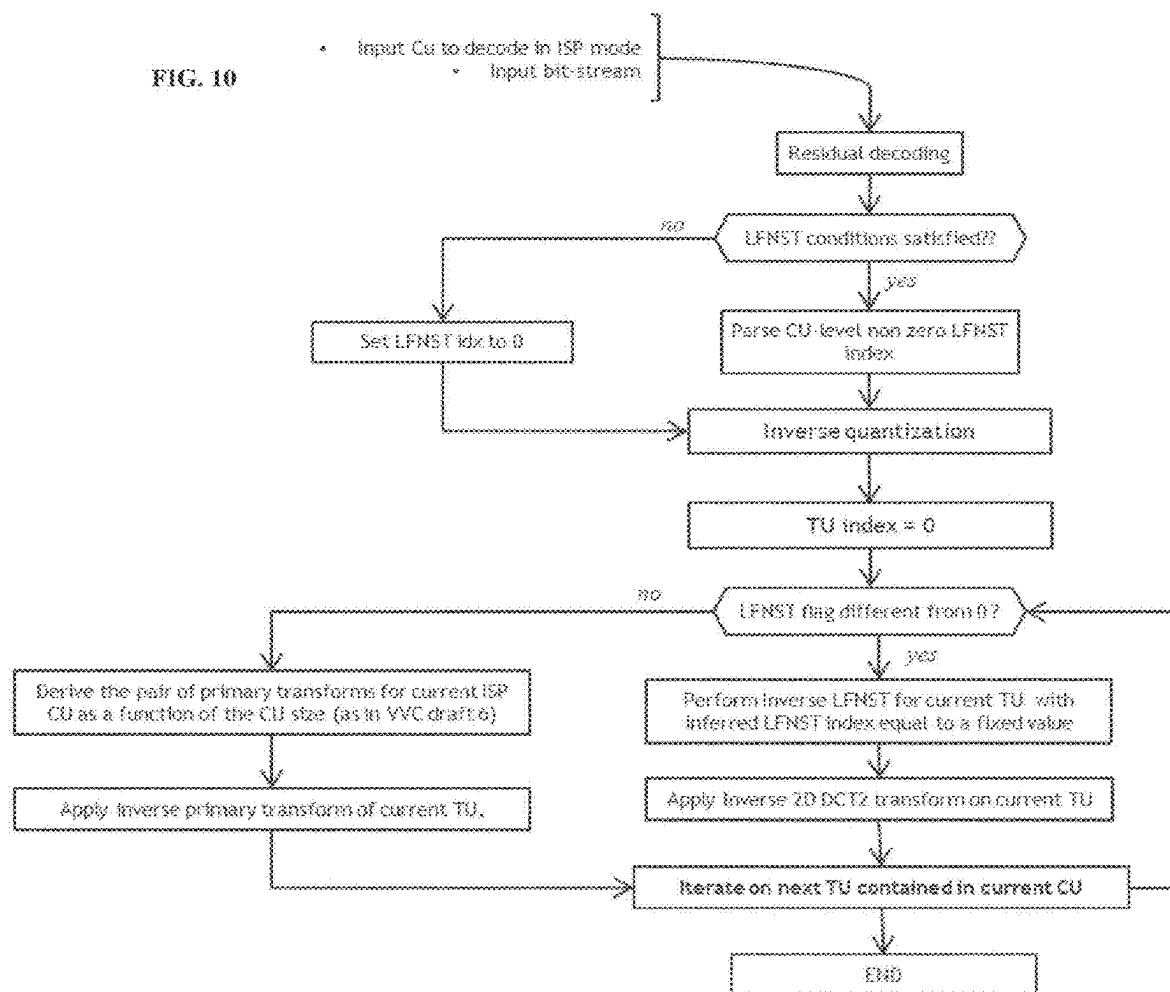 FIG. 10
• Input Cu to decode in ISP mode
• Input bit-stream
Residual decoding
LFNST conditions satisfied??
no
yes
Set LFNST idx to 0
Parse CU-level non zero LFNST
index
Inverse quantization
TU index = 0
LFNST flag different from 0?
no
yes
Derive the pair of primary transforms for current ISP
CU as a function of the CU size (as in VVC draft 6)
Perform inverse LFNST for current TU with
inferred LFNST index equal to a fixed value
Apply inverse primary transform of current TU.
Apply inverse 2D DCT2 transform on current TU
Iterate on next TU contained in current CU
END